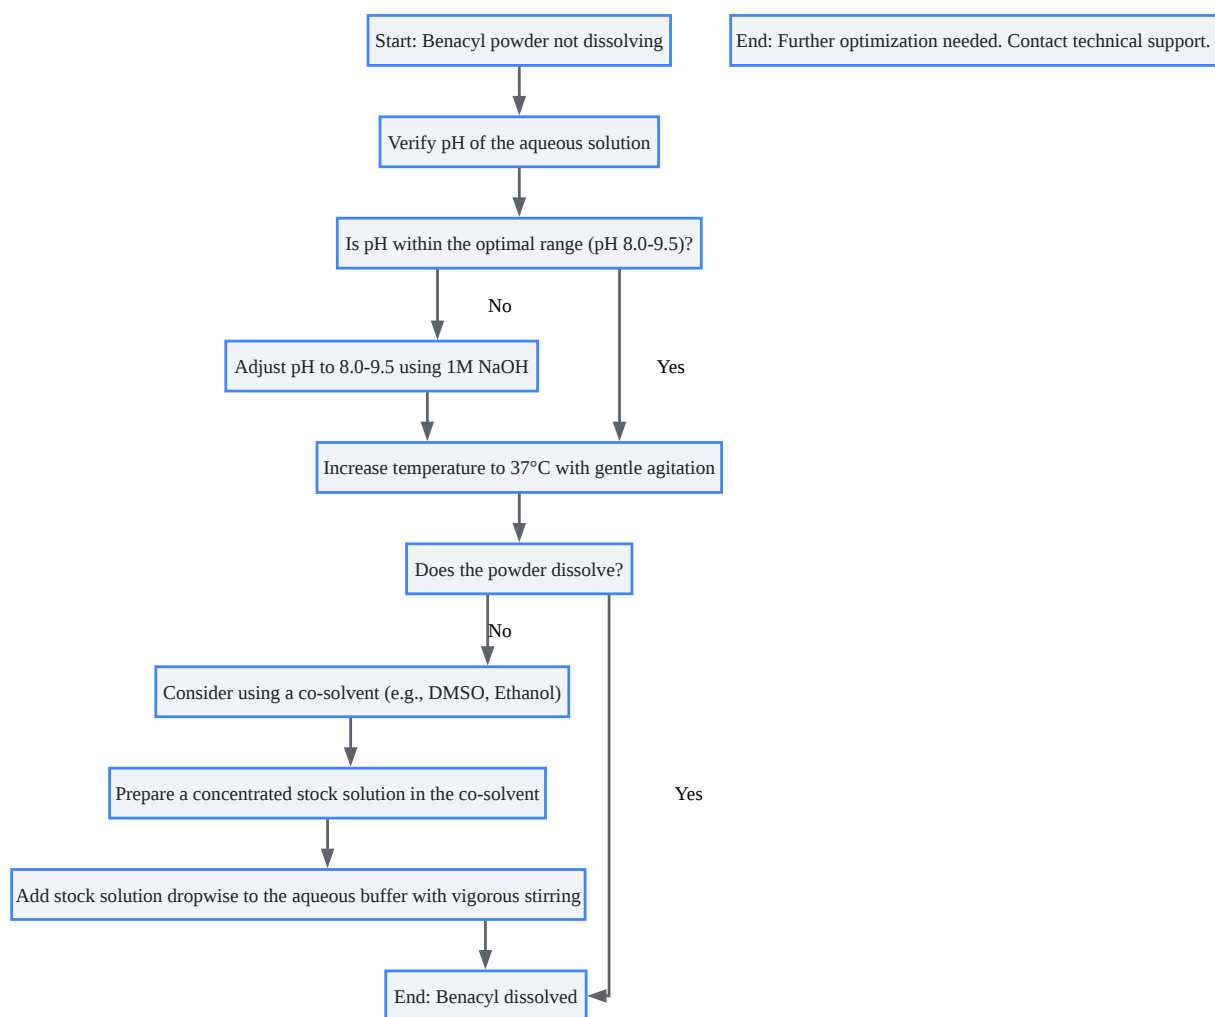 Start: Benacyl powder not dissolving
End: Further optimization needed. Contact technical support.
Verify pH of the aqueous solution
Is pH within the optimal range (pH 8.0-9.5)?
No
Adjust pH to 8.0-9.5 using 1M NaOH
Yes
Increase temperature to 37°C with gentle agitation
Does the powder dissolve?
No
Consider using a co-solvent (e.g., DMSO, Ethanol)
Prepare a concentrated stock solution in the co-solvent
Yes
Add stock solution dropwise to the aqueous buffer with vigorous stirring
End: Benacyl dissolved